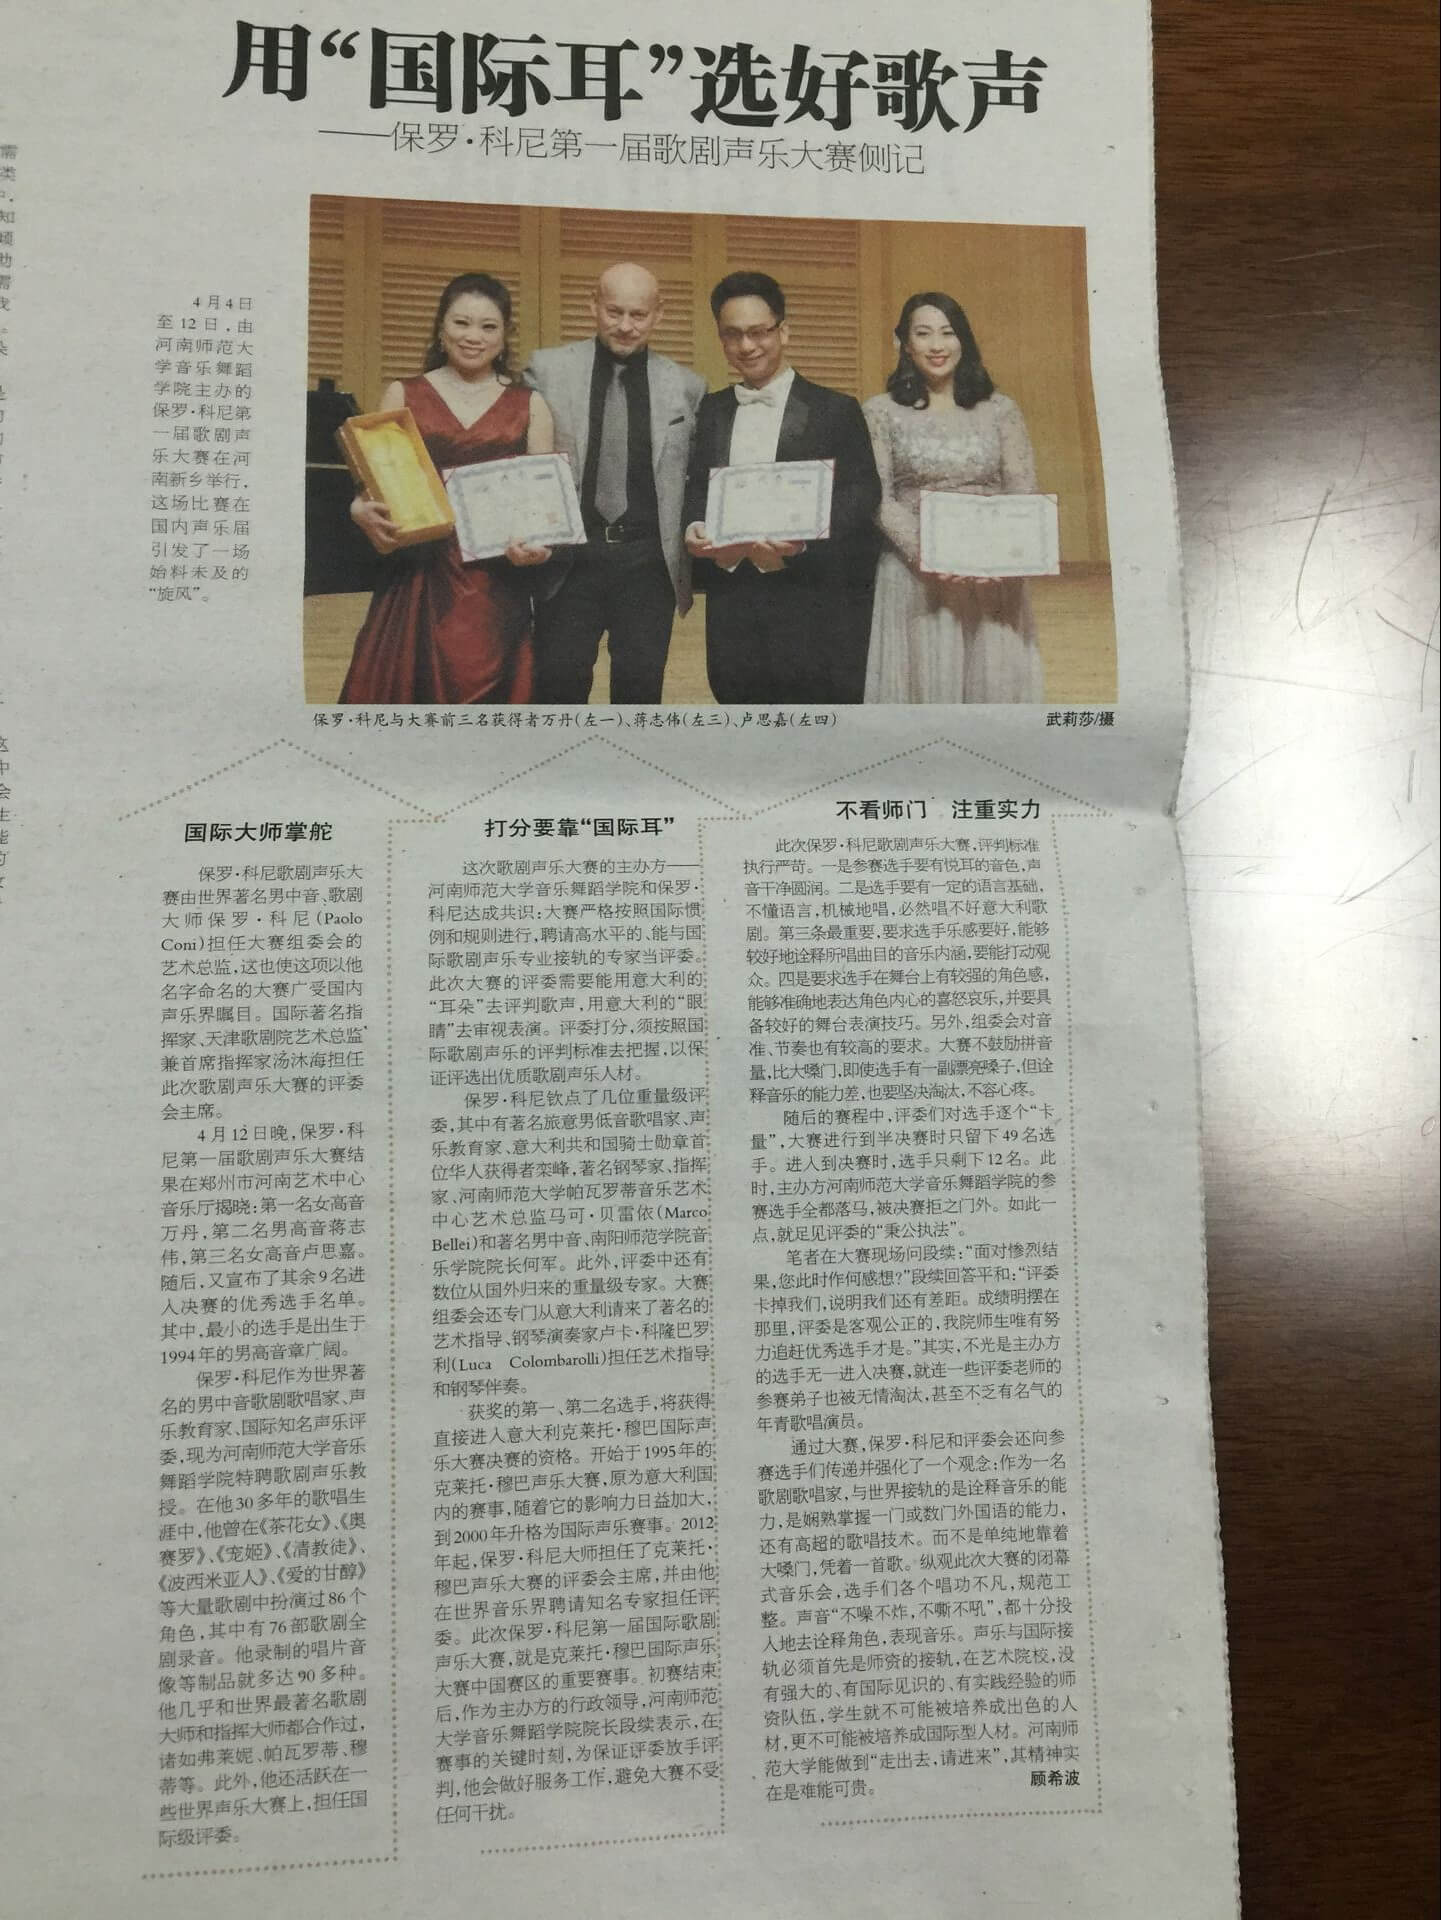 用“国际耳”选好歌声
——保罗·科尼第一届歌剧声乐大赛侧记
4月4日
至12日,由
河南师范大
学音乐舞蹈
学院主办的
保罗·科尼第
一届歌剧声
乐大赛在河
南新乡举行,
这场比赛在
国内声乐届
引发了一场
始料未及的
“旋风”。
保罗·科尼与大赛前三名获得者万丹(左一)、蒋志伟(左三)、卢思嘉(左四)
武莉莎/摄
国际大师掌舵
保罗·科尼歌剧声乐大
赛由世界著名男中音、歌剧
大师保罗·科尼(Paolo
Coni)担任大赛组委会的
艺术总监,这也使这项以他
名字命名的大赛广受国内
声乐界瞩目。国际著名指
挥家、天津歌剧院艺术总监
兼首席指挥家汤沐海担任
此次歌剧声乐大赛的评委
会主席。
4月12日晚,保罗·科
尼第一届歌剧声乐大赛结
果在郑州市河南艺术中心
音乐厅揭晓:第一名女高音
万丹,第二名男高音蒋志
伟,第三名女高音卢思嘉。
随后,又宣布了其余9名进
入决赛的优秀选手名单。
其中,最小的选手是出生于
1994年的男高音章广阔。
保罗·科尼作为世界著
名的男中音歌剧歌唱家、声
乐教育家、国际知名声乐评
委,现为河南师范大学音乐
舞蹈学院特聘歌剧声乐教
授。在他30多年的歌唱生
涯中,他曾在《茶花女》、《奥
赛罗》、《宠姬》、《清教徒》、
《波西米亚人》、《爱的甘醇》
等大量歌剧中扮演过86个
角色,其中有76部歌剧全
剧录音。他录制的唱片音
像等制品就多达90多种。
他几乎和世界最著名歌剧
大师和指挥大师都合作过,
诸如弗莱妮、帕瓦罗蒂、穆
蒂等。此外,他还活跃在一
些世界声乐大赛上,担任国
际级评委。
打分要靠“国际耳”
这次歌剧声乐大赛的主办方——
河南师范大学音乐舞蹈学院和保罗·
科尼达成共识:大赛严格按照国际惯
例和规则进行,聘请高水平的、能与国
际歌剧声乐专业接轨的专家当评委。
此次大赛的评委需要能用意大利的
“耳朵”去评判歌声,用意大利的“眼
睛”去审视表演。评委打分,须按照国
际歌剧声乐的评判标准去把握,以保
证评选出优质歌剧声乐人材。
保罗·科尼钦点了几位重量级评
委,其中有著名旅意男低音歌唱家、声
乐教育家、意大利共和国骑士勋章首
位华人获得者栾峰,著名钢琴家、指挥
家、河南师范大学帕瓦罗蒂音乐艺术
中心艺术总监马可·贝雷依(Marco
Bellei)和著名男中音、南阳师范学院音
乐学院院长何军。此外,评委中还有
数位从国外归来的重量级专家。大赛
组委会还专门从意大利请来了著名的
艺术指导、钢琴演奏家卢卡·科隆巴罗
利(Luca Colombarolli)担任艺术指导
和钢琴伴奏。
获奖的第一、第二名选手,将获得
直接进入意大利克莱托·穆巴国际声
乐大赛决赛的资格。开始于1995年的
克莱托·穆巴声乐大赛,原为意大利国
内的赛事,随着它的影响力日益加大,
到2000年升格为国际声乐赛事。2012
年起,保罗·科尼大师担任了克莱托·
穆巴声乐大赛的评委会主席,并由他
在世界音乐界聘请知名专家担任评
委。此次保罗·科尼第一届国际歌剧
声乐大赛,就是克莱托·穆巴国际声乐
大赛中国赛区的重要赛事。初赛结束
后,作为主办方的行政领导,河南师范
大学音乐舞蹈学院院长段续表示,在
赛事的关键时刻,为保证评委放手评
判,他会做好服务工作,避免大赛不受
任何干扰。
不看师门 注重实力
此次保罗·科尼歌剧声乐大赛,评判标准
执行严苛。一是参赛选手要有悦耳的音色,声
音干净圆润。二是选手要有一定的语言基础,
不懂语言,机械地唱,必然唱不好意大利歌
剧。第三条最重要,要求选手乐感要好,能够
较好地诠释所唱曲目的音乐内涵,要能打动观
众。四是要求选手在舞台上有较强的角色感,
能够准确地表达角色内心的喜怒哀乐,并要具
备较好的舞台表演技巧。另外,组委会对音
准、节奏也有较高的要求。大赛不鼓励拼音
量,比大嗓门,即使选手有一副漂亮嗓子,但诠
释音乐的能力差,也要坚决淘汰,不容心疼。
随后的赛程中,评委们对选手逐个“卡
量”,大赛进行到半决赛时只留下49名选
手。进入到决赛时,选手只剩下12名。此
时,主办方河南师范大学音乐舞蹈学院的参
赛选手全都落马,被决赛拒之门外。如此一
点,就足见评委的“秉公执法”。
笔者在大赛现场问段续:“面对惨烈结
果,您此时作何感想?”段续回答平和:“评委
卡掉我们,说明我们还有差距。成绩明摆在
那里,评委是客观公正的,我院师生唯有努
力追赶优秀选手才是。”其实,不光是主办方
的选手无一进入决赛,就连一些评委老师的
参赛弟子也被无情淘汰,甚至不乏有名气的
年青歌唱演员。
通过大赛,保罗·科尼和评委会还向参
赛选手们传递并强化了一个观念:作为一名
歌剧歌唱家,与世界接轨的是诠释音乐的能
力,是娴熟掌握一门或数门外国语的能力,
还有高超的歌唱技术。而不是单纯地靠着
大嗓门,凭着一首歌。纵观此次大赛的闭幕
式音乐会,选手们各个唱功不凡,规范工
整。声音“不噪不炸,不嘶不吼”,都十分投
入地去诠释角色,表现音乐。声乐与国际接
轨必须首先是师资的接轨,在艺术院校,没
有强大的、有国际见识的、有实践经验的师
资队伍,学生就不可能被培养成出色的人
材,更不可能被培养成国际型人材。河南师
范大学能做到“走出去,请进来”,其精神实
在是难能可贵。
顾希波